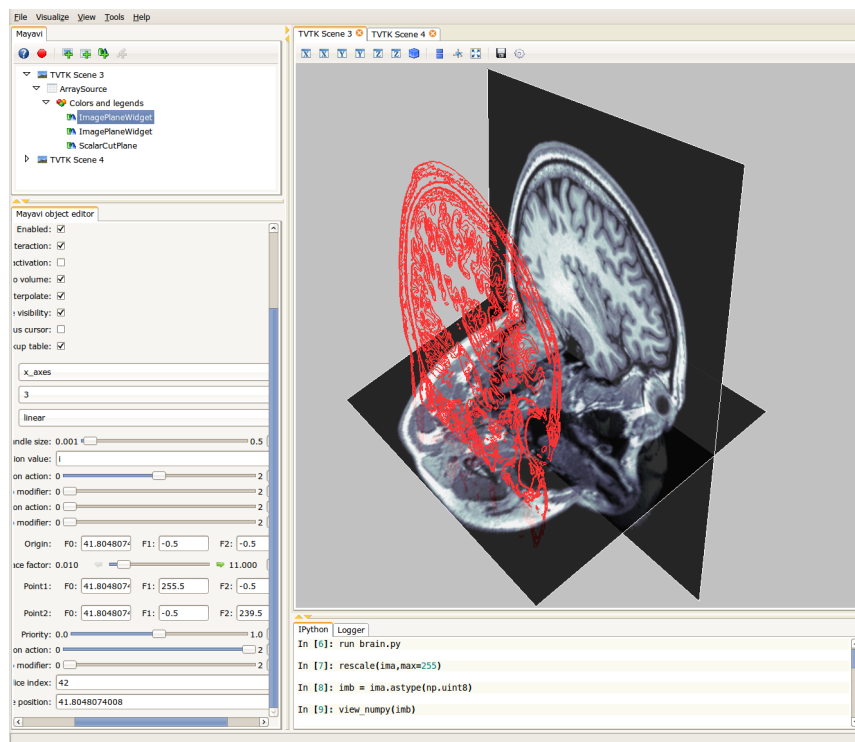 File Visualize View Tools Help
Mayavi
TVTK Scene 3
ArraySource
Colors and legends
ImagePlaneWidget
ImagePlaneWidget
ScalarCutPlane
TVTK Scene 4
Mayavi object editor
Enabled:
teraction:
activation:
o volume:
terpolate:
e visibility:
us cursor:
kup table:
x_axes
3
linear
andle size: 0.001 0.5
ion value: i
on action: 0 2
modifier: 0 2
on action: 0 2
modifier: 0 2
Origin: F0: 41.8048074 F1: -0.5 F2: -0.5
nce factor: 0.010 11.000
Point1: F0: 41.8048074 F1: 255.5 F2: -0.5
Point2: F0: 41.8048074 F1: -0.5 F2: 239.5
Priority: 0.0 1.0
on action: 0 2
modifier: 0 2
lice index: 42
e position: 41.8048074008
TVTK Scene 3 TVTK Scene 4
X X Y Y Z Z
IPython Logger
In [6]: run brain.py
In [7]: rescale(ima,max=255)
In [8]: imb = ima.astype(np.uint8)
In [9]: view_numpy(imb)